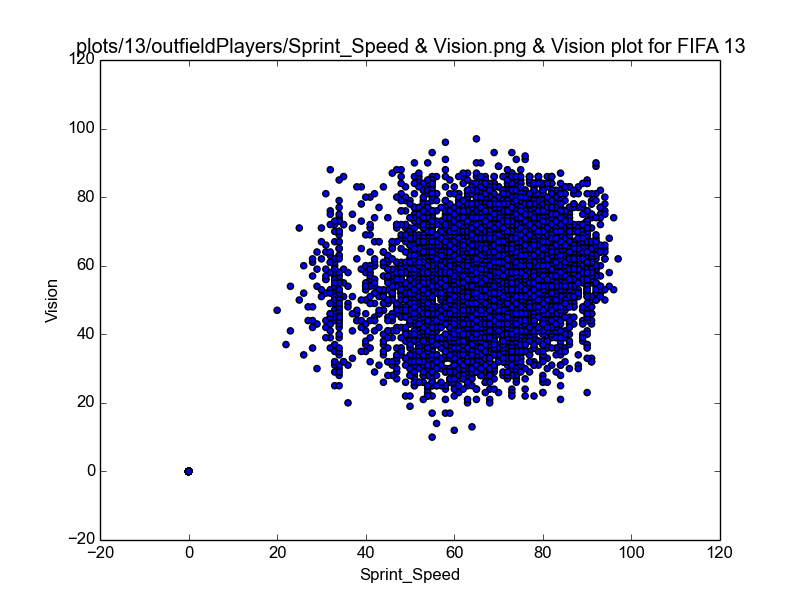 plots/13/outfieldPlayers/Sprint_Speed & Vision.png & Vision plot for FIFA 13
120
100
80
60
40
20
0
−20
Vision
−20 0 20 40 60 80 100 120
Sprint_Speed